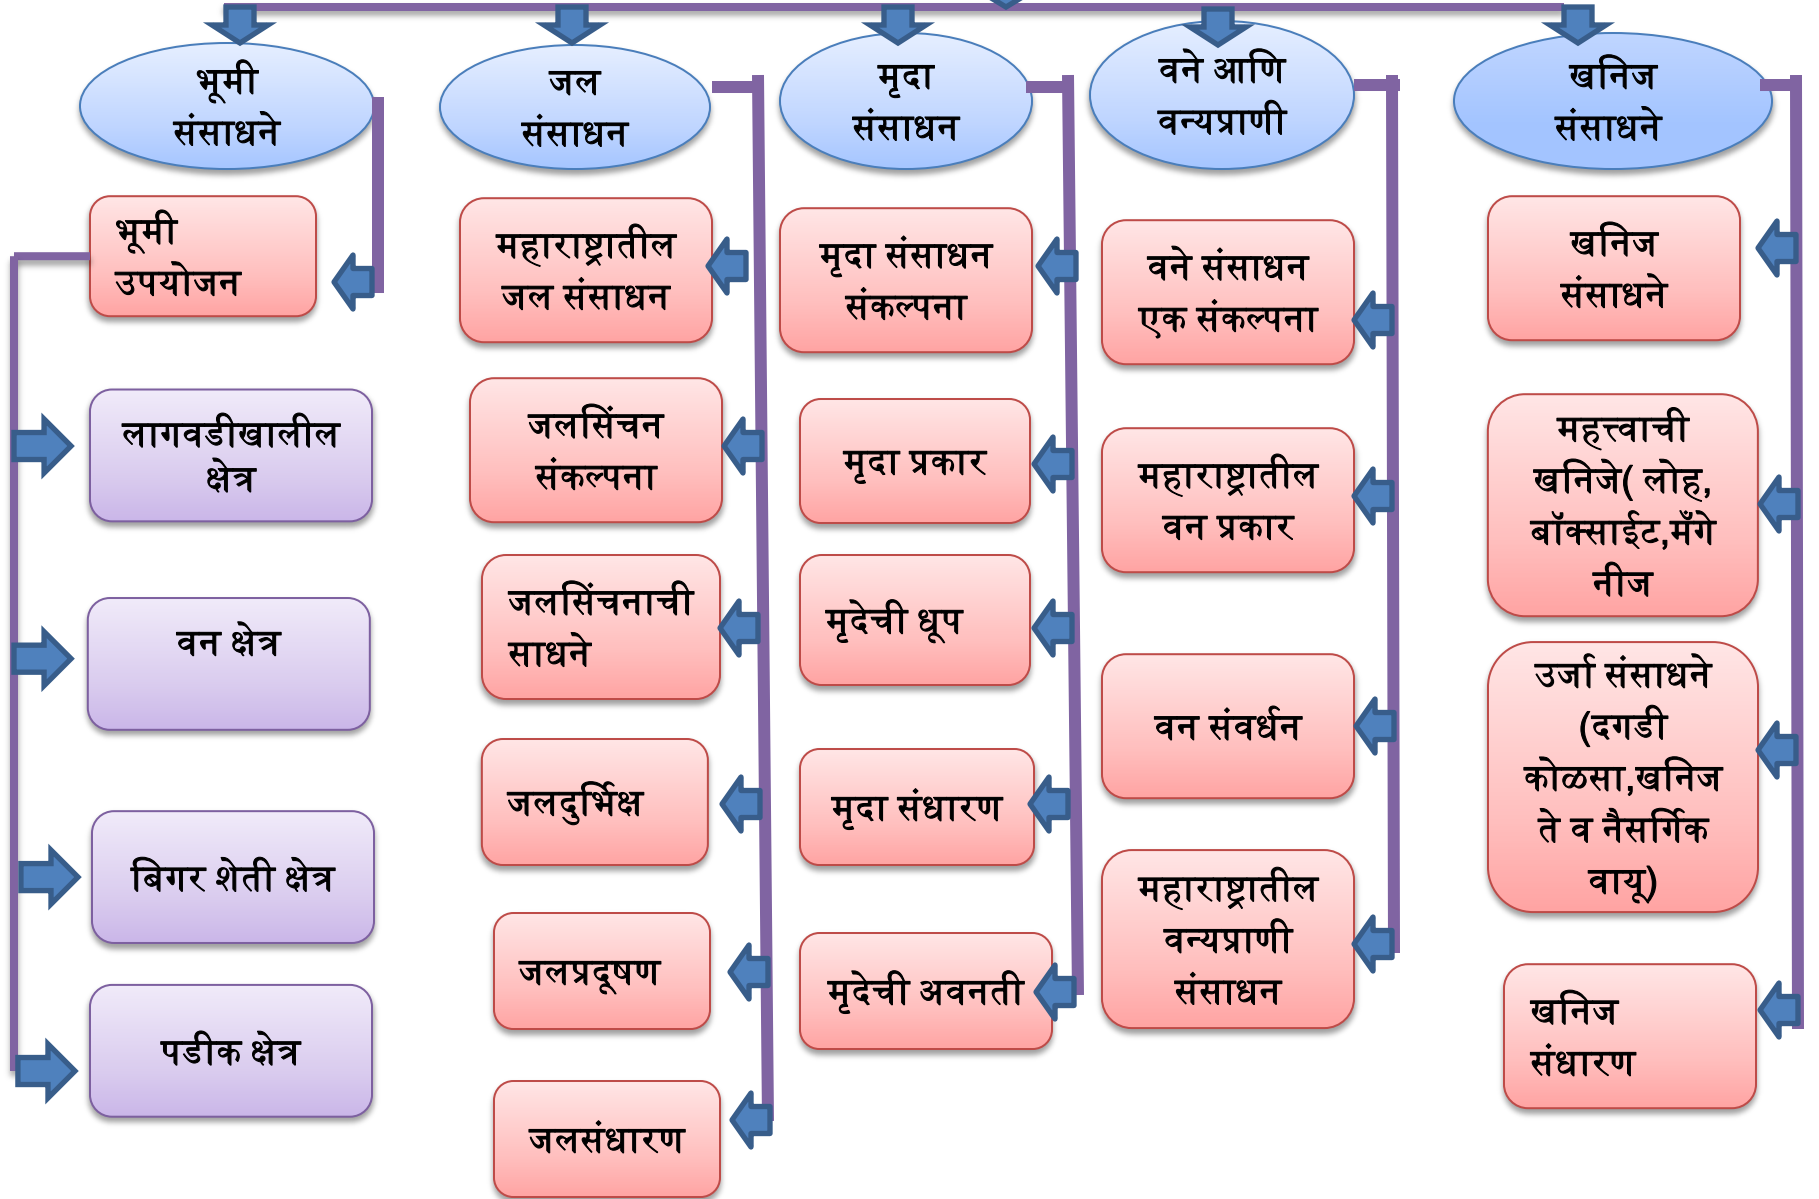 भूमी
संसाधने
जल
संसाधन
मृदा
संसाधन
वने आणि
वन्यप्राणी
खनिज
संसाधने
भूमी
उपयोजन
लागवडीखालील
क्षेत्र
वन क्षेत्र
बिगर शेती क्षेत्र
पडीक क्षेत्र
महाराष्ट्रातील
जल संसाधन
जलसिंचन
संकल्पना
जलसिंचनाची
साधने
जलदुर्भिक्ष
जलप्रदूषण
जलसंधारण
मृदा संसाधन
संकल्पना
मृदा प्रकार
मृदेची धूप
मृदा संधारण
मृदेची अवनती
वने संसाधन
एक संकल्पना
महाराष्ट्रातील
वन प्रकार
वन संवर्धन
महाराष्ट्रातील
वन्यप्राणी
संसाधन
खनिज
संसाधने
महत्त्वाची
खनिजे( लोह,
बॉक्साईट,मँगे
नीज
उर्जा संसाधने
(दगडी
कोळसा,खनिज
ते व नैसर्गिक
वायू)
खनिज
संधारण